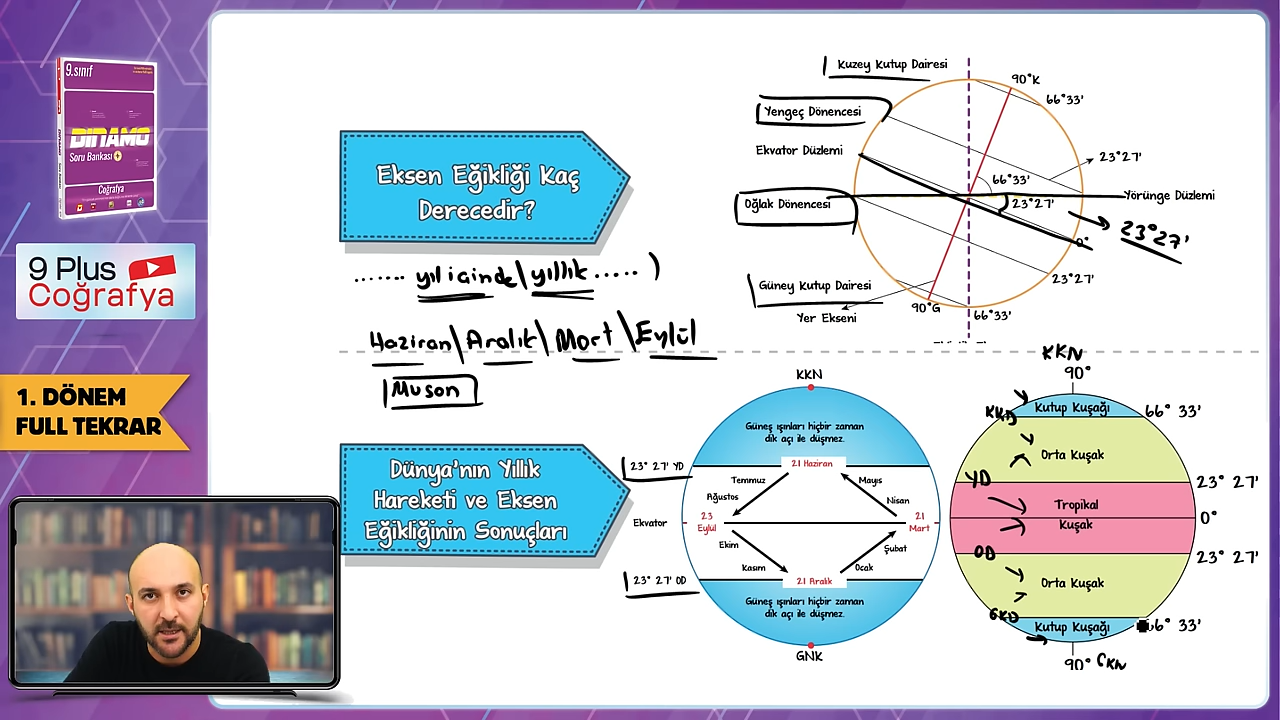 9.sınıf
DİNAMO
Soru Bankası +
Coğrafya
9 Plus
Coğrafya
1. DÖNEM
FULL TEKRAR
Eksen Eğikliği Kaç
Derecedir?
....... yıl içinde \ yıllık ..... )
Haziran \ Aralık \ Mart \ Eylül
Muson
Dünya'nın Yıllık
Hareketi ve Eksen
Eğikliğinin Sonuçları
Kuzey Kutup Dairesi
90°K
66°33'
Yengeç Dönencesi
Ekvator Düzlemi
23°27'
66°33'
Yörünge Düzlemi
Oğlak Dönencesi
23°27'
23°27'
0°
23°27'
Güney Kutup Dairesi
90°G
66°33'
Yer Ekseni
KKN
Güneş ışınları hiçbir zaman
dik açı ile düşmez.
23° 27' YD
21 Haziran
Temmuz
Mayıs
Ağustos
Nisan
Ekvator
23
Eylül
21
Mart
Ekim
Şubat
Kasım
Ocak
23° 27' OD
21 Aralık
Güneş ışınları hiçbir zaman
dik açı ile düşmez.
GNK
KKN
90°
KKD
Kutup Kuşağı
66° 33'
Orta Kuşak
YD
23° 27'
Tropikal
Kuşak
0°
OD
23° 27'
Orta Kuşak
GKD
Kutup Kuşağı
6° 33'
90°
GKN